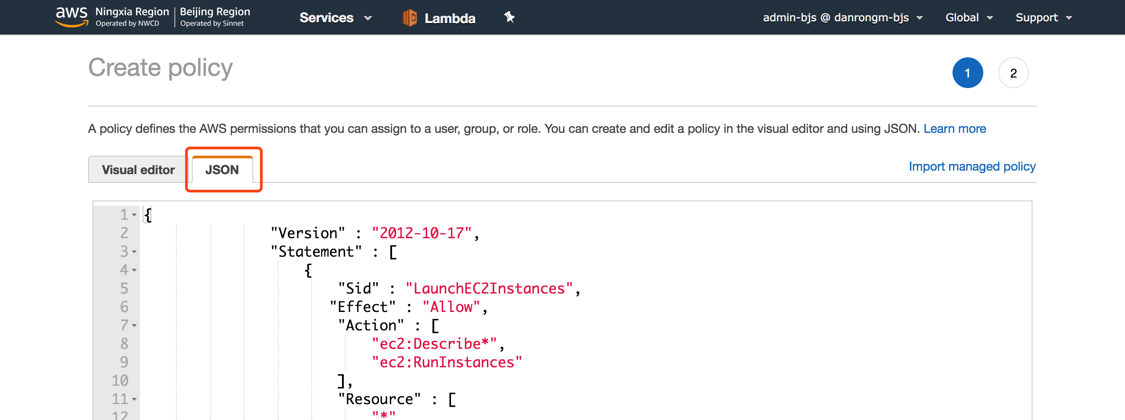 aws Ningxia Region Beijing Region Services Lambda admin-bjs @ danrongm-bjs Global Support
Operated by NWCD Operated by Sinnet
Create policy
1 2
A policy defines the AWS permissions that you can assign to a user, group, or role. You can create and edit a policy in the visual editor and using JSON. Learn more
Visual editor JSON Import managed policy
1 {
2 "Version" : "2012-10-17",
3 "Statement" : [
4 {
5 "Sid" : "LaunchEC2Instances",
6 "Effect" : "Allow",
7 "Action" : [
8 "ec2:Describe*",
9 "ec2:RunInstances"
10 ],
11 "Resource" : [
12 "*"